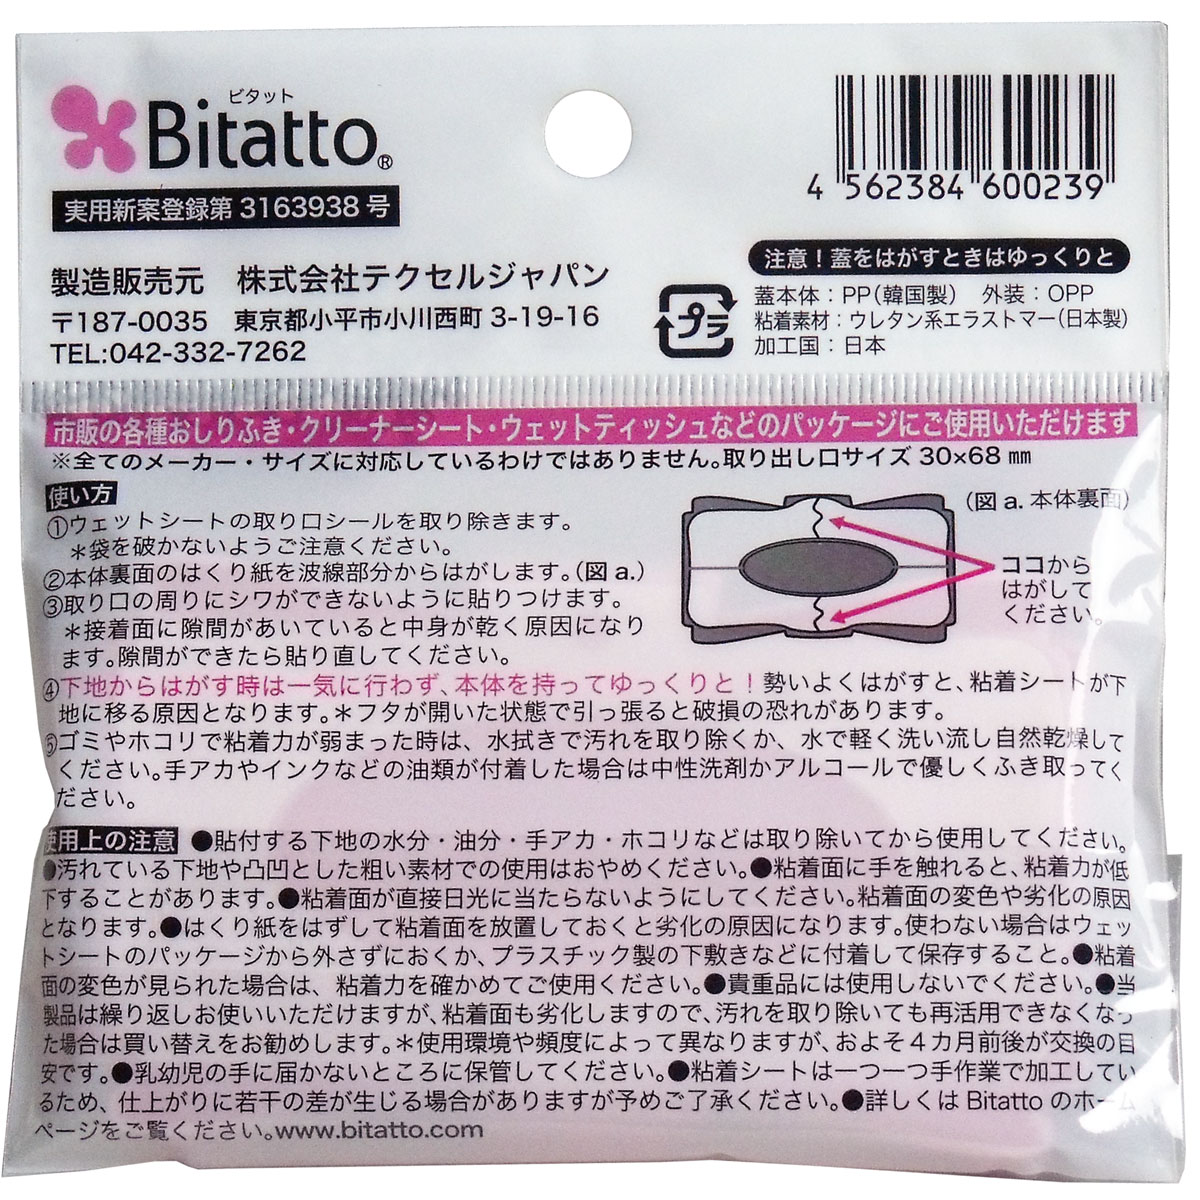 ビタット
Bitatto®
実用新案登録第 3163938 号
4 562384 600239
製造販売元　株式会社テクセルジャパン
〒187-0035　東京都小平市小川西町 3-19-16
TEL:042-332-7262
注意！蓋をはがすときはゆっくりと
プラ
蓋本体：PP(韓国製)　外装：OPP
粘着素材：ウレタン系エラストマー(日本製)
加工国：日本
市販の各種おしりふき・クリーナーシート・ウェットティッシュなどのパッケージにご使用いただけます
※全てのメーカー・サイズに対応しているわけではありません。取り出し口サイズ 30×68 ㎜
使い方
①ウェットシートの取り口シールを取り除きます。
＊袋を破かないようご注意ください。
②本体裏面のはくり紙を波線部分からはがします。(図 a.)
③取り口の周りにシワができないように貼りつけます。
＊接着面に隙間があいていると中身が乾く原因になり
ます。隙間ができたら貼り直してください。
(図 a. 本体裏面)
ココから
はがして
ください。
④下地からはがす時は一気に行わず、本体を持ってゆっくりと！勢いよくはがすと、粘着シートが下
地に移る原因となります。＊フタが開いた状態で引っ張ると破損の恐れがあります。
⑤ゴミやホコリで粘着力が弱まった時は、水拭きで汚れを取り除くか、水で軽く洗い流し自然乾燥して
ください。手アカやインクなどの油類が付着した場合は中性洗剤かアルコールで優しくふき取ってく
ださい。
使用上の注意 ●貼付する下地の水分・油分・手アカ・ホコリなどは取り除いてから使用してください。
●汚れている下地や凸凹とした粗い素材での使用はおやめください。●粘着面に手を触れると、粘着力が低
下することがあります。●粘着面が直接日光に当たらないようにしてください。粘着面の変色や劣化の原因
となります。●はくり紙をはずして粘着面を放置しておくと劣化の原因になります。使わない場合はウェッ
トシートのパッケージから外さずにおくか、プラスチック製の下敷きなどに付着して保存すること。●粘着
面の変色が見られた場合は、粘着力を確かめてご使用ください。●貴重品には使用しないでください。●当
製品は繰り返しお使いいただけますが、粘着面も劣化しますので、汚れを取り除いても再活用できなくなっ
た場合は買い替えをお勧めします。＊使用環境や頻度によって異なりますが、およそ４カ月前後が交換の目
安です。●乳幼児の手に届かないところに保管してください。●粘着シートは一つ一つ手作業で加工してい
るため、仕上がりに若干の差が生じる場合がありますが予めご了承ください。●詳しくは Bitatto のホーム
ページをご覧ください。www.bitatto.com